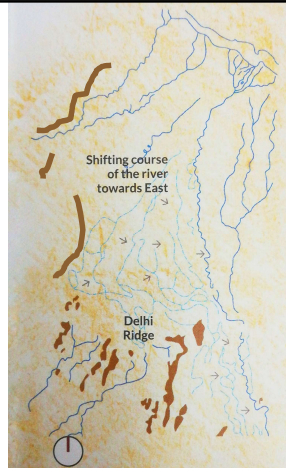 Shifting course
of the river
towards East
Delhi
Ridge